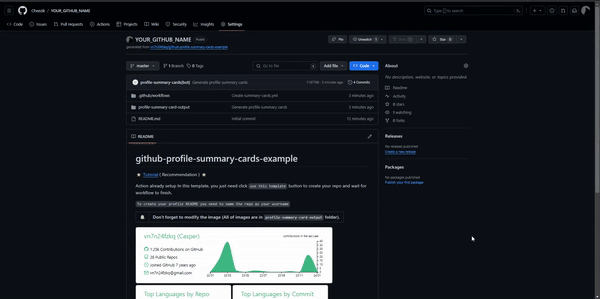 Chesski / YOUR_GITHUB_NAME
Type / to search
Code Issues Pull requests Actions Projects Wiki Security Insights Settings
YOUR_GITHUB_NAME Public
generated from vn7n24fzkq/github-profile-summary-cards-example
Pin Unwatch 1 Star 0
master 1 Branch 0 Tags
Go to file t Add file Code
profile-summary-cards[bot] Generate profile summary cards 3 minutes ago 4 Commits
.github/workflows Create summary-cards.yml 3 minutes ago
profile-summary-card-output Generate profile summary cards 3 minutes ago
README.md Initial commit 12 minutes ago
README
github-profile-summary-cards-example
★ Tutorial ( Recommendation ) ★
Action already setup in this template, you just need click use this template button to create your repo and wait for
workflow to finish.
To create your profile README you need to name the repo as your username
Don't forget to modify the image (All of images are in profile-summary-card-output folder).
vn7n24fzkq (Casper)
contributions in the last year
1.23k Contributions on GitHub
28 Public Repos
Joined GitHub 7 years ago
vn7n24fzkq@gmail.com
Top Languages by Repo
Top Languages by Commit
About
No description, website, or topics provided.
Readme
Activity
0 stars
1 watching
0 forks
Releases
No releases published
Create a new release
Packages
No packages published
Publish your first package